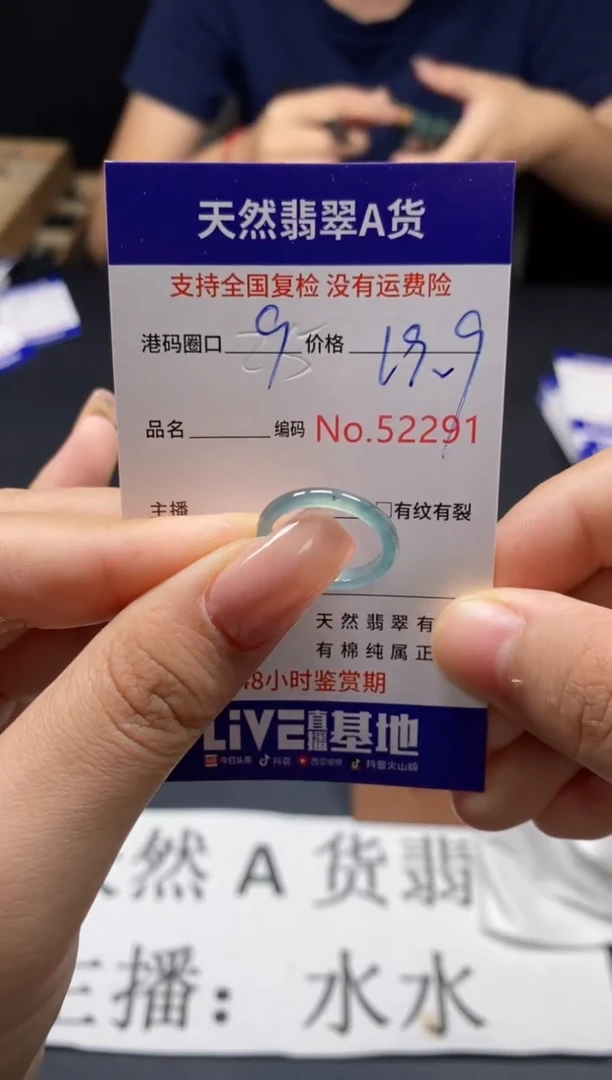 天然翡翠A货
支持全国复检 没有运费险
港码圈口 9 价格
品名 编码 No.52291
主播 □有纹有裂
天然翡翠有
有棉纯属正
48小时鉴赏期
LIVE直播基地
今日头条 抖音 西瓜视频 抖音火山版
然 A 货翡
主播：水水